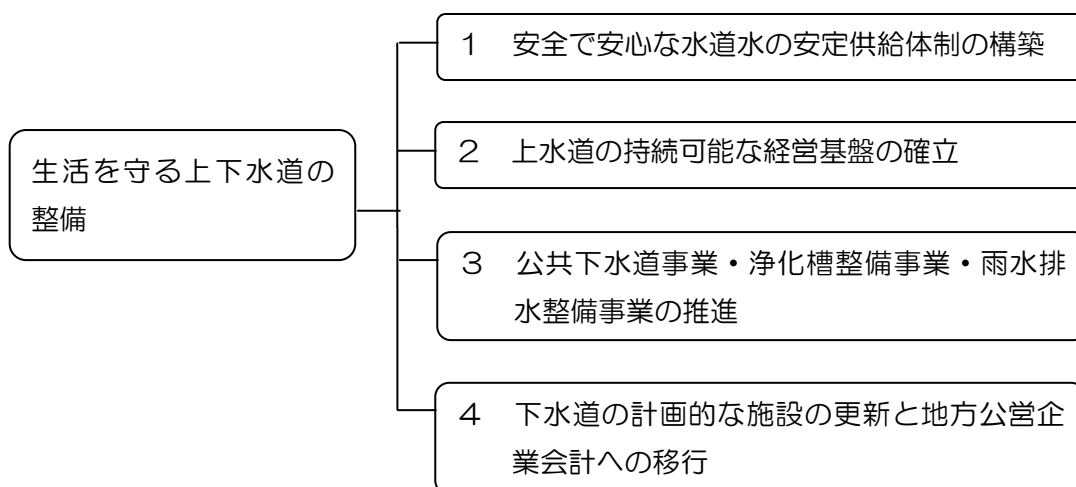 生活を守る上下水道の
整備
１　安全で安心な水道水の安定供給体制の構築
２　上水道の持続可能な経営基盤の確立
３　公共下水道事業・浄化槽整備事業・雨水排
水整備事業の推進
４　下水道の計画的な施設の更新と地方公営企
業会計への移行